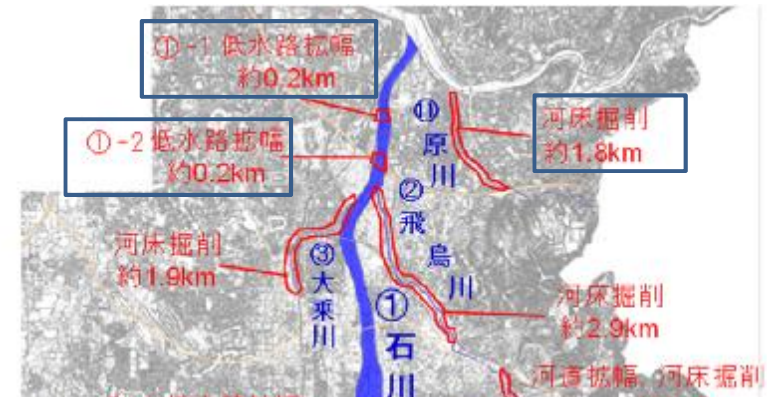 ①-1 低水路拡幅
約0.2km
①-2 低水路拡幅
約0.2km
⑪
原川
河床掘削
約1.8km
②
飛鳥川
河床掘削
約1.9km
③
大乗川
①
石川
河床掘削
約2.9km
河道拡幅、河床掘削